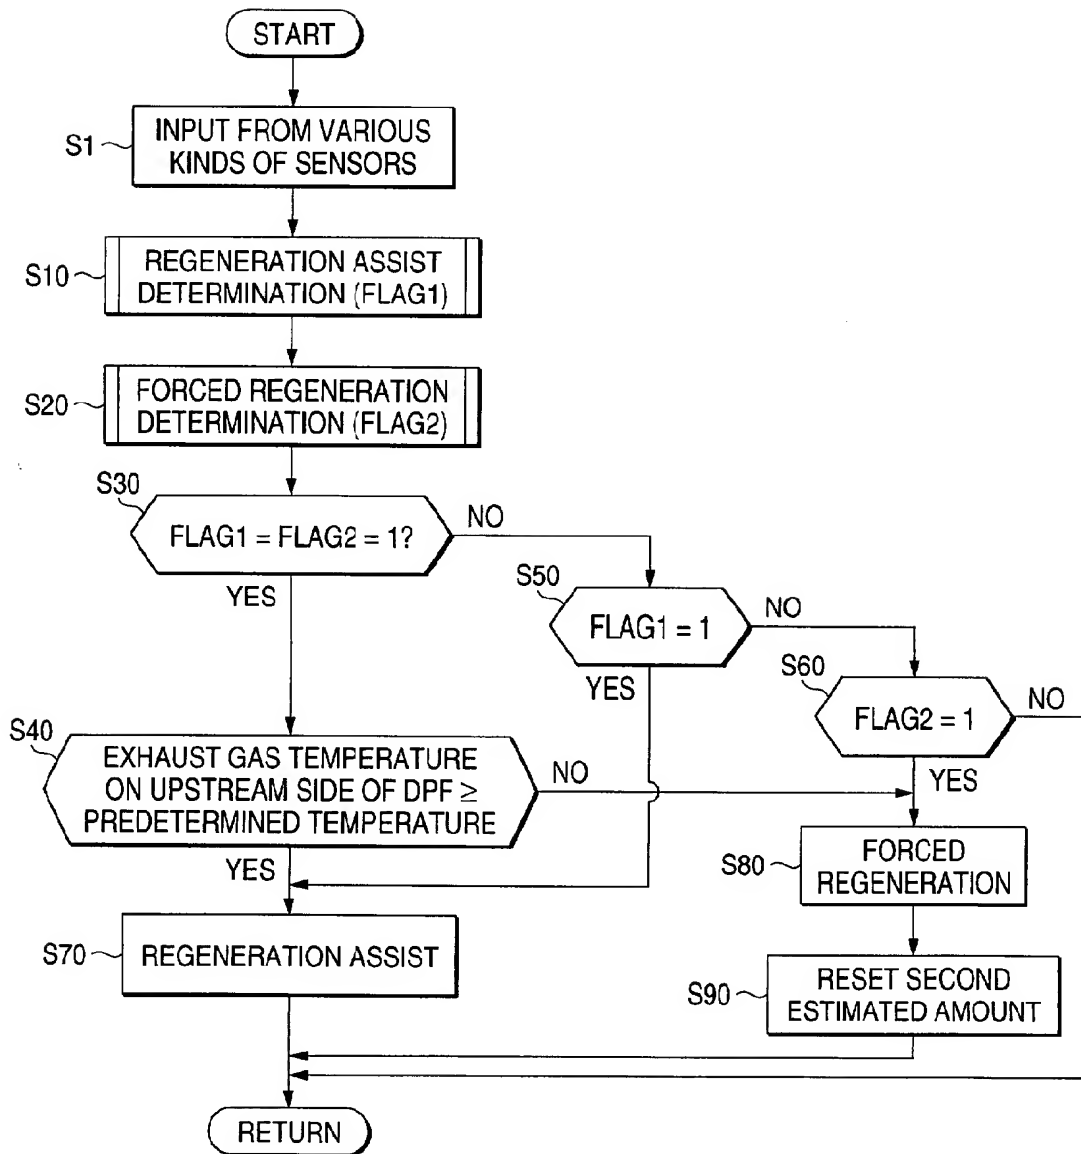 START
S1
INPUT FROM VARIOUS
KINDS OF SENSORS
S10
REGENERATION ASSIST
DETERMINATION (FLAG1)
S20
FORCED REGENERATION
DETERMINATION (FLAG2)
S30
FLAG1 = FLAG2 = 1?
NO
YES
S50
FLAG1 = 1
NO
YES
S60
FLAG2 = 1
NO
YES
S40
EXHAUST GAS TEMPERATURE
ON UPSTREAM SIDE OF DPF ≥
PREDETERMINED TEMPERATURE
NO
YES
S80
FORCED
REGENERATION
S70
REGENERATION ASSIST
S90
RESET SECOND
ESTIMATED AMOUNT
RETURN